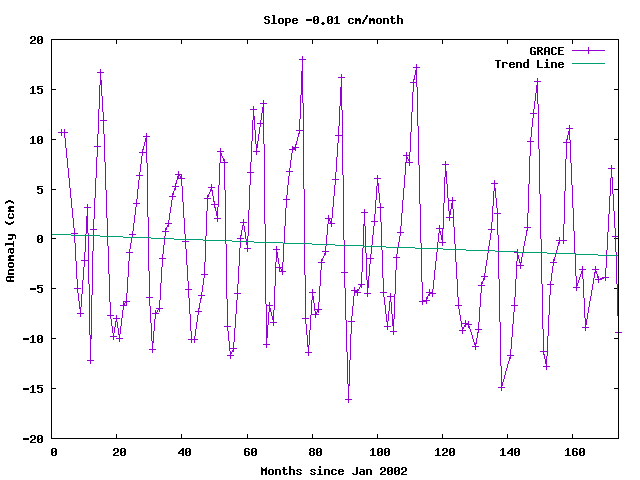 Slope -0.01 cm/month
GRACE
Trend Line
20
15
10
5
0
-5
-10
-15
-20
Anomaly (cm)
0 20 40 60 80 100 120 140 160
Months since Jan 2002